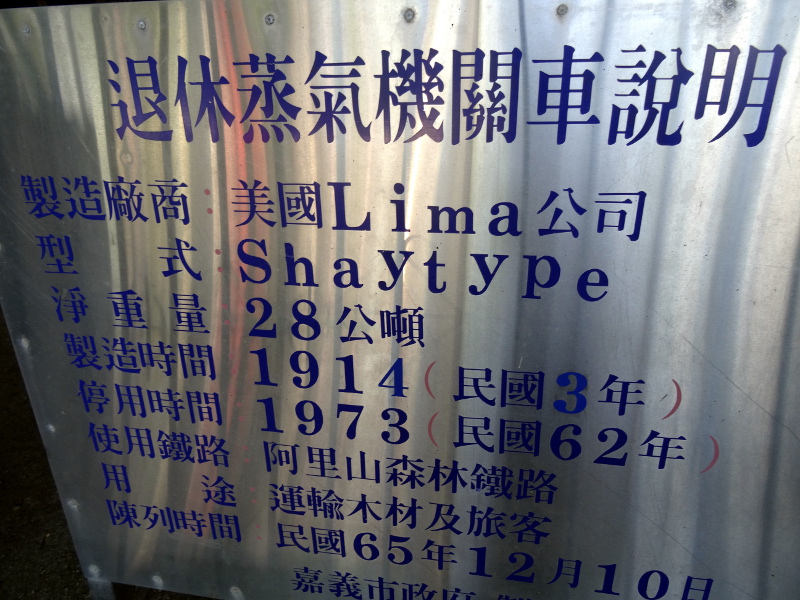 退休蒸氣機關車說明
製造廠商：美國Lima公司
型式：Shaytype
淨重量 28公噸
製造時間 1914（民國3年）
停用時間 1973（民國62年）
使用鐵路 阿里山森林鐵路
用途 運輸木材及旅客
陳列時間 民國65年12月10日
嘉義市政府